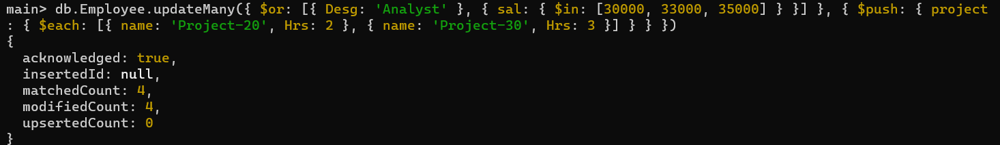 main> db.Employee.updateMany({ $or: [{ Desg: 'Analyst' }, { sal: { $in: [30000, 33000, 35000] } }] }, { $push: { project
: { $each: [{ name: 'Project-20', Hrs: 2 }, { name: 'Project-30', Hrs: 3 }] } } })
{
  acknowledged: true,
  insertedId: null,
  matchedCount: 4,
  modifiedCount: 4,
  upsertedCount: 0
}